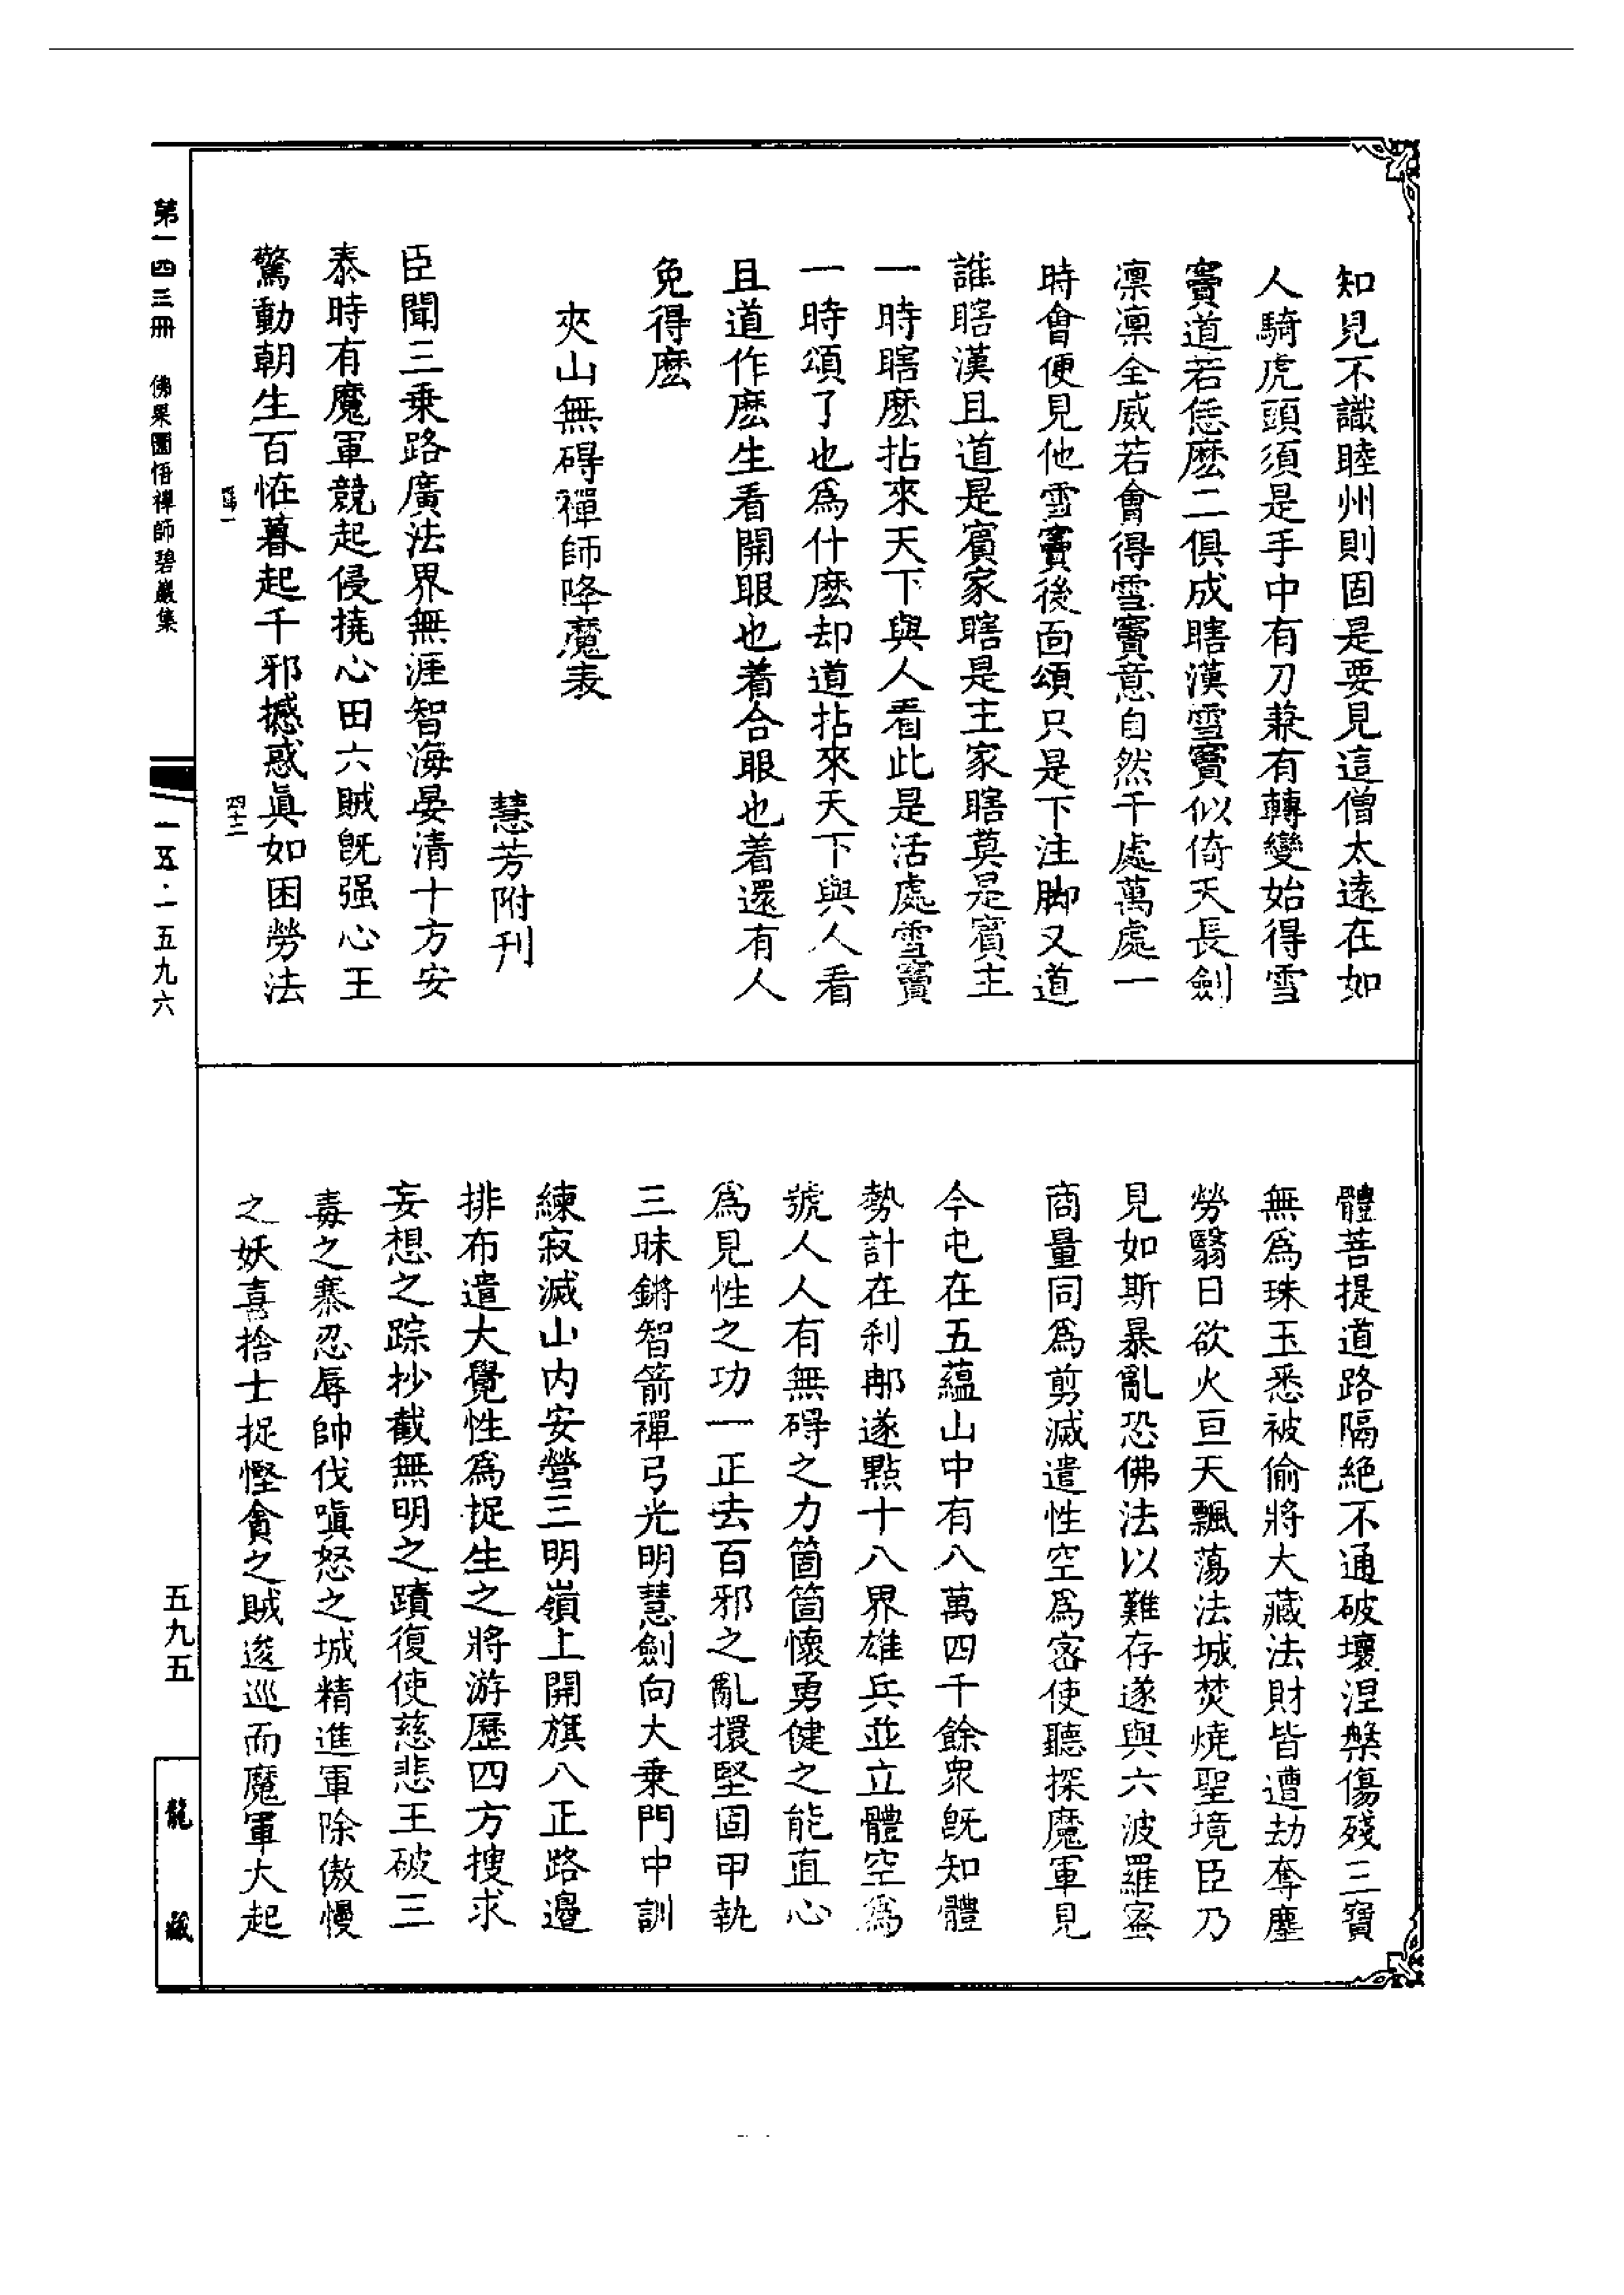 知見不識睦州則固是要見這僧太遠在如
人騎虎頭須是手中有刀兼有轉變始得雪
竇道若恁麽二俱成瞎漢雪竇似倚天長劍
凛凛全威若會得雪竇意自然千處萬處一
時會便見他雪竇後面頌只是下注脚又道
誰瞎漢且道是賓家瞎是主家瞎莫是賓主
一時瞎麽拈來天下與人看此是活處雪竇
一時頌了也爲什麽却道拈來天下與人看
且道作麽生看開眼也着合眼也着還有人
免得麽
夾山無碍禪師降魔表
慧芳附刊
臣聞三乗路廣法界無涯智海晏清十方安
泰時有魔軍競起侵撓心田六賊旣强心王
驚動朝生百恠暮起千邪撼惑眞如困勞法
體菩提道路隔絶不通破壞涅槃傷殘三寶
無爲珠玉悉被偷將大藏法財皆遭劫奪塵
勞翳日欲火亘天飄蕩法城焚燒聖境臣乃
見如斯暴亂恐佛法以難存遂與六波羅蜜
商量同爲剪滅遣性空爲密使聽探魔軍見
今屯在五蘊山中有八萬四千餘衆旣知體
勢計在刹那遂點十八界雄兵並立體空爲
號人人有無碍之力箇箇懷勇健之能直心
爲見性之功一正去百邪之亂擐堅固甲執
三昧鏘智箭禪弓光明慧劍向大乗門中訓
練寂滅山内安營三明嶺上開旗八正路邊
排布遣大覺性爲捉生之將游歷四方搜求
妄想之踪抄截無明之蹟復使慈悲王破三
毒之寨忍辱帥伐嗔怒之城精進軍除傲慢
之妖喜捨士捉慳貪之賊逡巡而魔軍大起
第一四三冊　佛果圜悟禪師碧巖集
四十二
一五一·五九六
五九五
龍藏